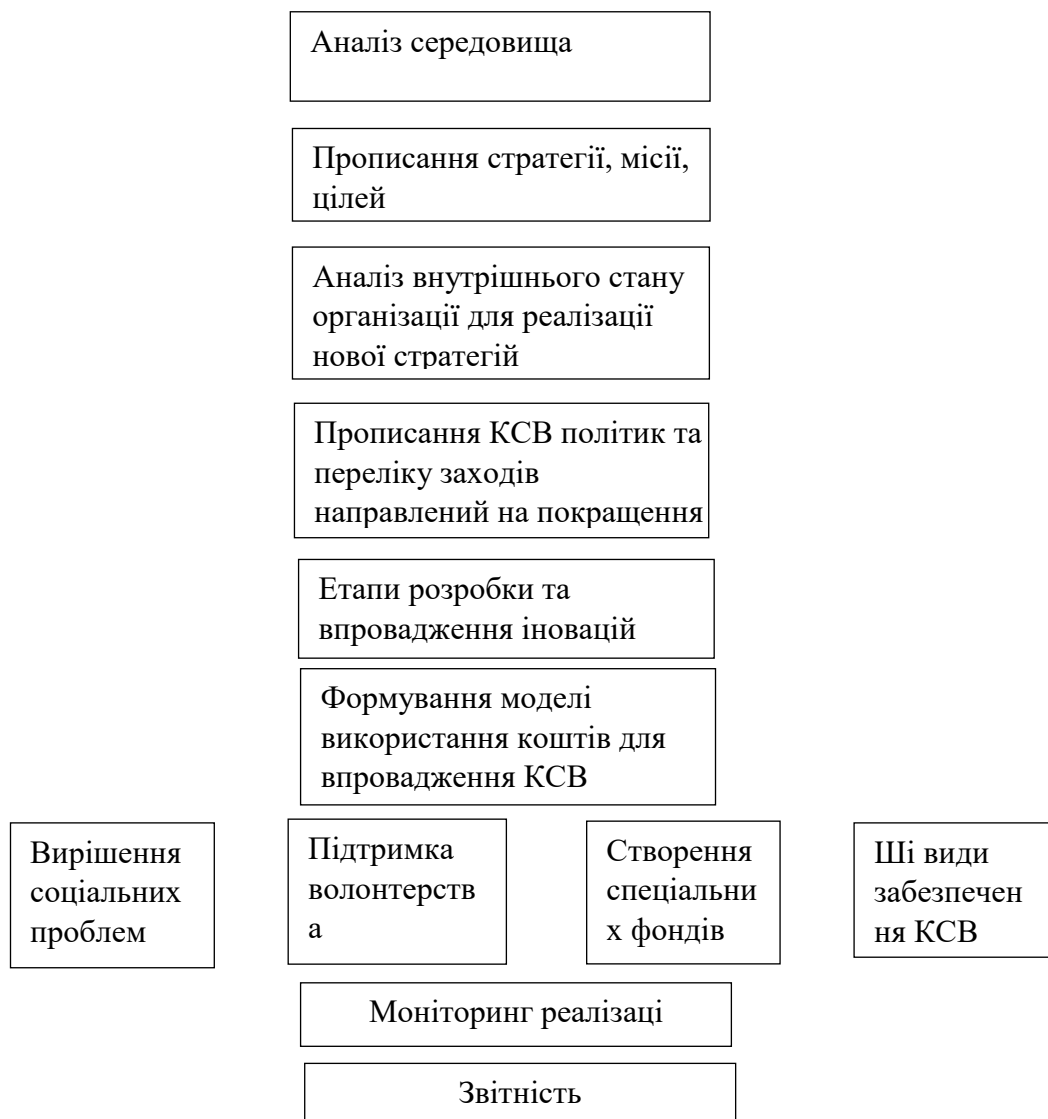 Аналіз середовища
Прописання стратегії, місії,
цілей
Аналіз внутрішнього стану
організації для реалізації
нової стратегій
Прописання КСВ політик та
переліку заходів
направлений на покращення
Етапи розробки та
впровадження іновацій
Формування моделі
використання коштів для
впровадження КСВ
Вирішення
соціальних
проблем
Підтримка
волонтерств
а
Створення
спеціальни
х фондів
Ші види
забезпечен
ня КСВ
Моніторинг реалізаці
Звітність